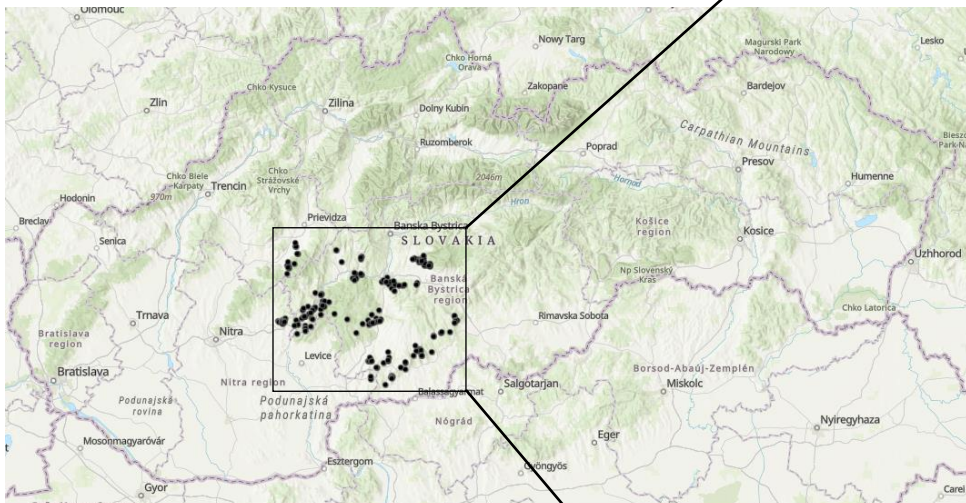 Olomouc
Nowy Targ
Magurski Park
Narodowy
Lesko
Chko Horná
Orava
Zakopane
Chko Kysuce
Bardejov
Zlin
Zilina
Dolny Kubin
Carpathian Mountains
Ruzomberok
Poprad
Presov
2046m
Hornad
Chko Biele
Karpaty
Chko
Strážovské
Vrchy
Trencin
970m
Humenne
Hodonin
Hron
Breclav
Prievidza
Banska Bystrica
Košice
region
Senica
SLOVAKIA
Kosice
Uzhhorod
Np Slovenský
Kras
Banská
Bystrica
region
Chko Latorica
Trnava
Rimavska Sobota
Bratislava
region
Nitra
Levice
Bratislava
Nitra region
Borsod-Abaúj-Zemplén
Salgotarjan
Miskolc
Balassagyarmat
Podunajská
rovina
Podunajská
pahorkatina
Nógrád
Nyiregyhaza
Mosonmagyaróvár
Eger
Esztergom
Gyöngyös
Gyor
Carei